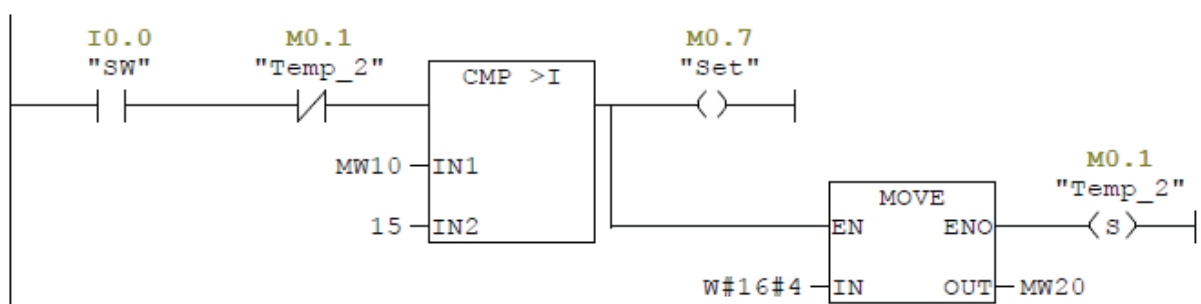 I0.0 M0.1 M0.7
"SW" "Temp_2" CMP >I "Set"
MW10 IN1
M0.1
"Temp_2"
MOVE
15 IN2 EN ENO S
W#16#4 IN OUT MW20